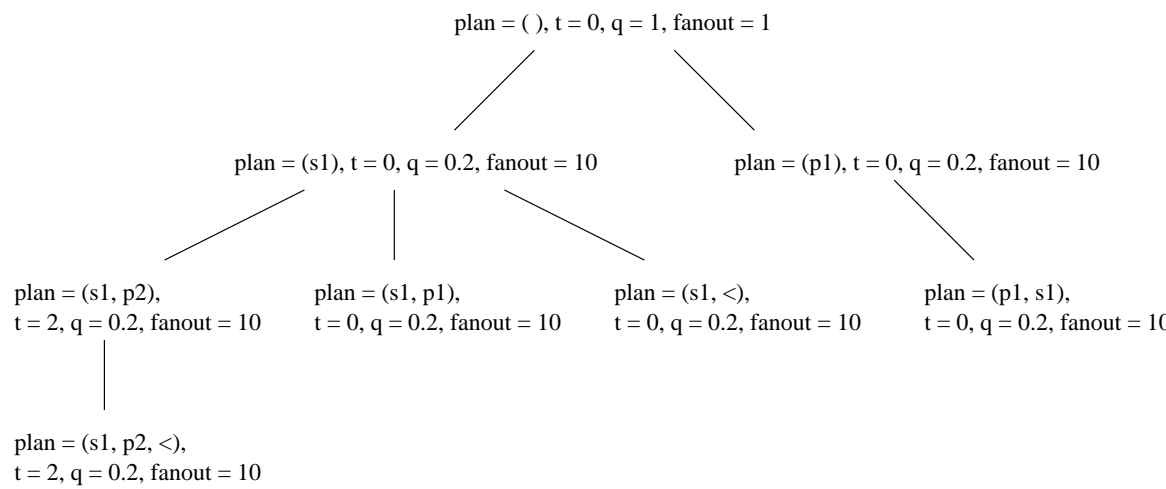 plan = ( ), t = 0, q = 1, fanout = 1
plan = (s1), t = 0, q = 0.2, fanout = 10
plan = (p1), t = 0, q = 0.2, fanout = 10
plan = (s1, p2),
t = 2, q = 0.2, fanout = 10
plan = (s1, p1),
t = 0, q = 0.2, fanout = 10
plan = (s1, <),
t = 0, q = 0.2, fanout = 10
plan = (p1, s1),
t = 0, q = 0.2, fanout = 10
plan = (s1, p2, <),
t = 2, q = 0.2, fanout = 10